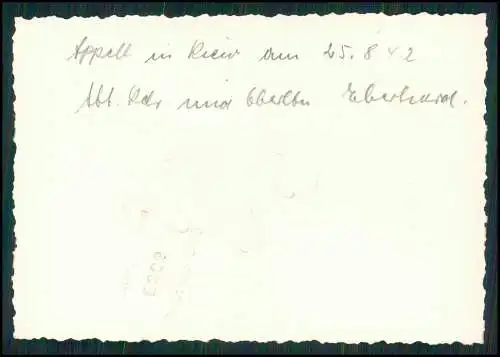 Appell in Kiew am 25.8.42
Abt. Kdr und Oberltn Eberhard.